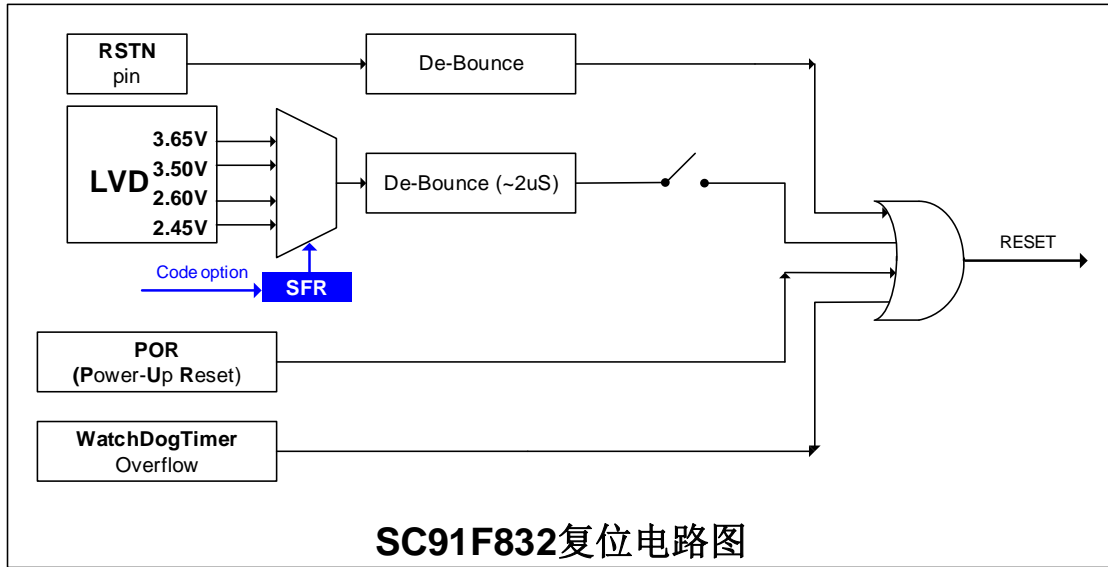 RSTN
pin
De-Bounce
3.65V
3.50V
LVD
2.60V
2.45V
De-Bounce (~2uS)
Code option
SFR
RESET
POR
(Power-Up Reset)
WatchDogTimer
Overflow
SC91F832复位电路图